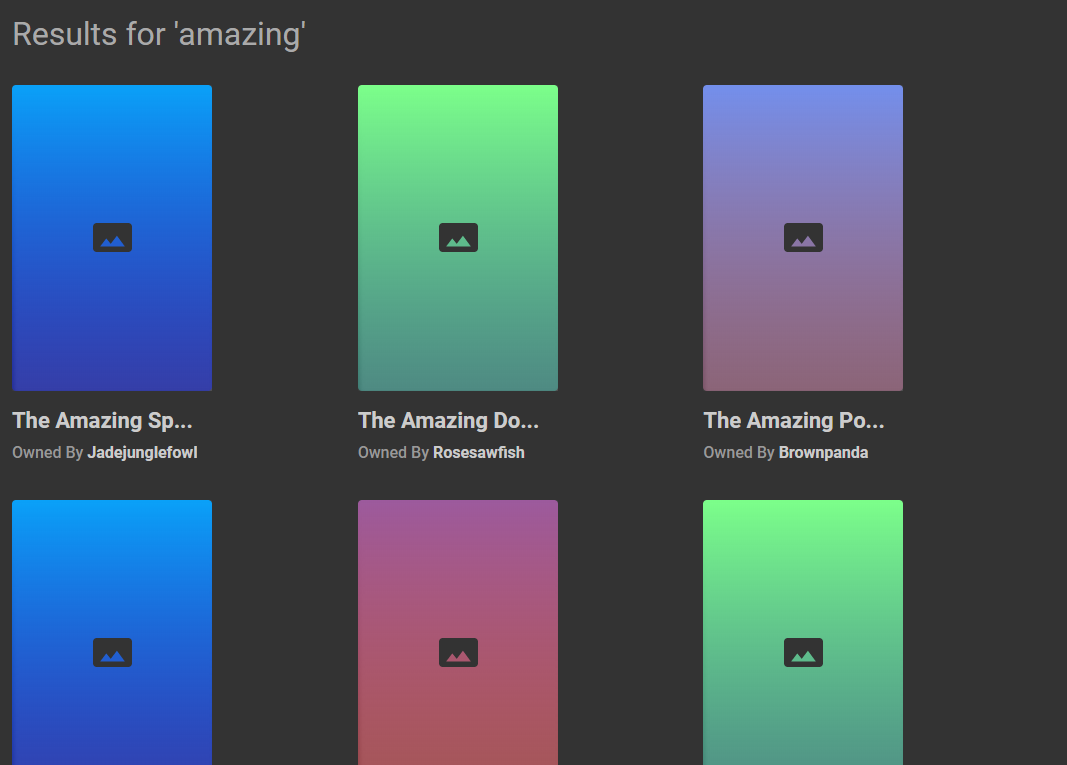 Results for 'amazing'
The Amazing Sp...
The Amazing Do...
The Amazing Po...
Owned By Jadejunglefowl
Owned By Rosesawfish
Owned By Brownpanda